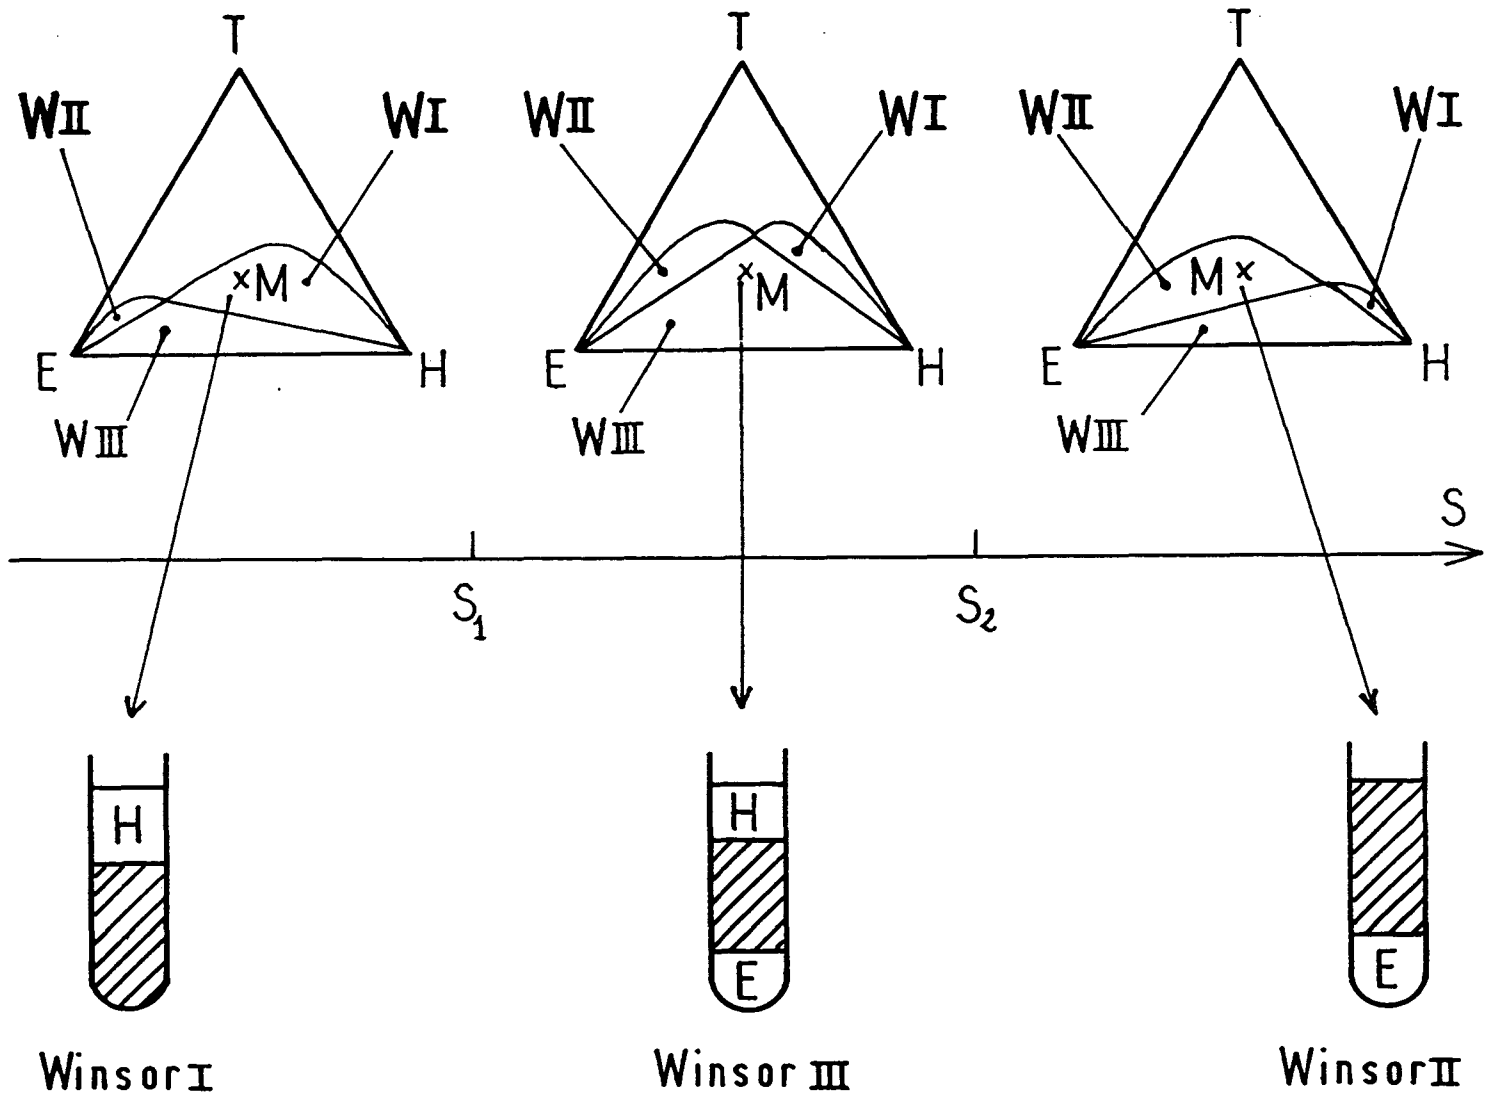 T T T
WII WI WII WI WII WI
M M M
E H E H E H
WIII WIII WIII
S
S1 S2
H H
E E
Winsor I Winsor III Winsor II